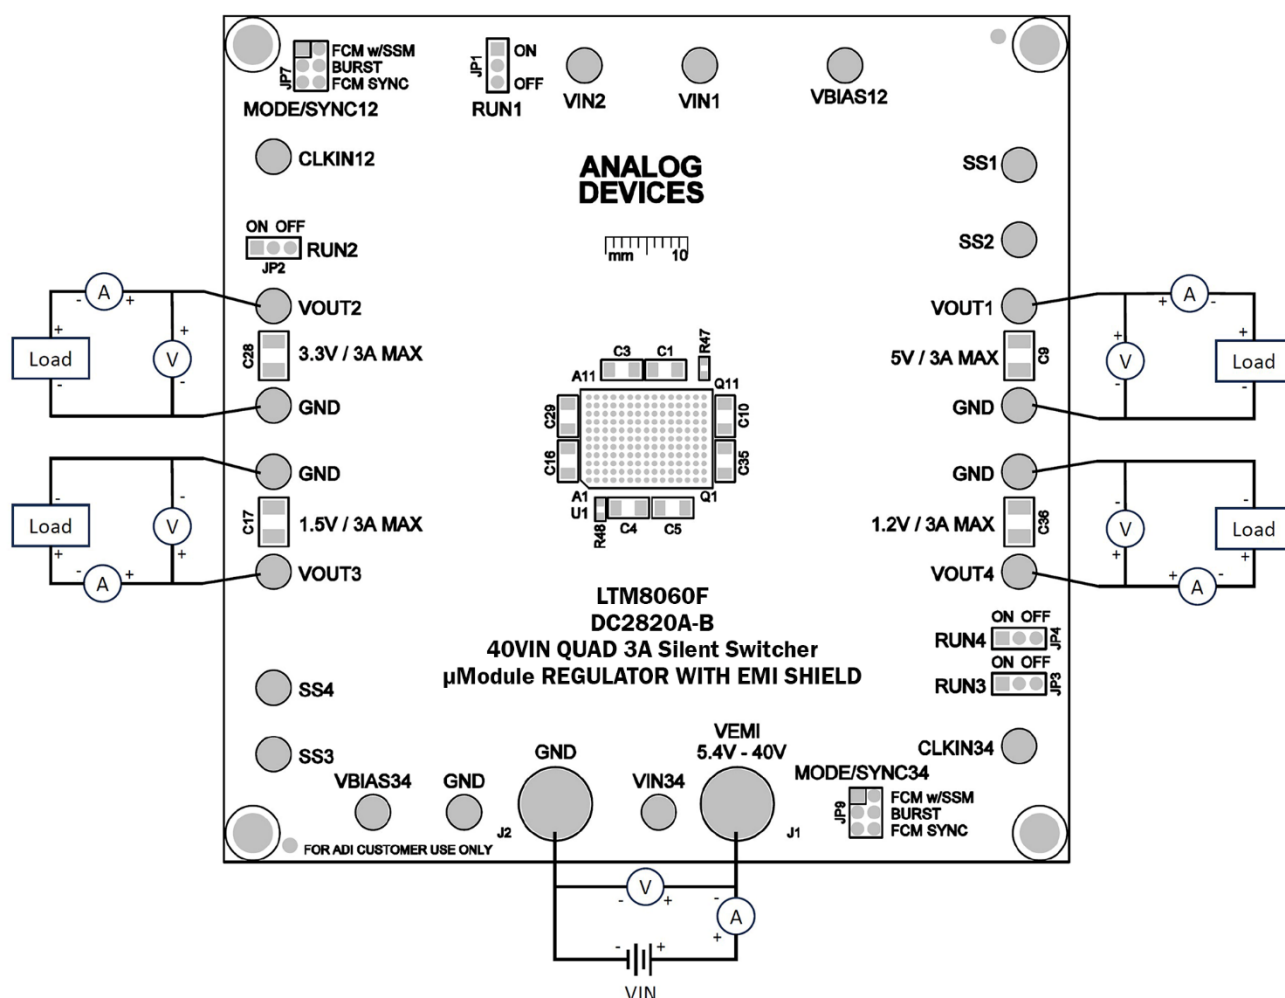 JP7
FCM w/SSM
BURST
FCM SYNC
MODE/SYNC12
JP1
ON
OFF
RUN1
VIN2
VIN1
VBIAS12
CLKIN12
ANALOG
DEVICES
SS1
ON OFF
RUN2
JP2
mm 10
SS2
A
- +
VOUT2
+
Load
-
+
V
-
C28
3.3V / 3A MAX
GND
VOUT1
A
+ -
5V / 3A MAX
C9
+
V
-
+
Load
-
GND
C3
C1
R47
A11
Q11
C29
C10
C16
C35
A1
U1
Q1
R48
C4
C5
GND
-
Load
+
-
V
+
C17
1.5V / 3A MAX
- +
A
VOUT3
GND
1.2V / 3A MAX
C36
-
V
+
-
Load
+
VOUT4
+ -
A
LTM8060F
DC2820A-B
40VIN QUAD 3A Silent Switcher
µModule REGULATOR WITH EMI SHIELD
ON OFF
RUN4
JP4
ON OFF
RUN3
JP3
SS4
SS3
VBIAS34
GND
GND
J2
VIN34
VEMI
5.4V - 40V
J1
CLKIN34
MODE/SYNC34
JP9
FCM w/SSM
BURST
FCM SYNC
FOR ADI CUSTOMER USE ONLY
V
- +
-
A
+
- +
VIN